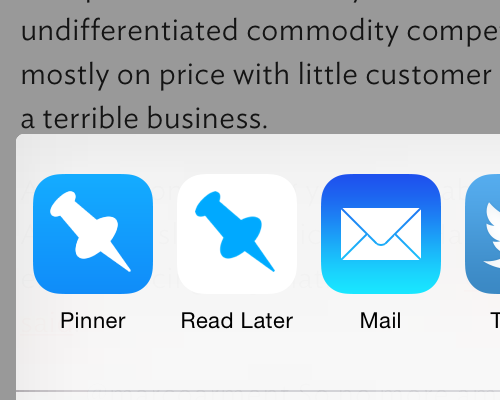 undifferentiated commodity compe
mostly on price with little customer
a terrible business.
Pinner
Read Later
Mail
T